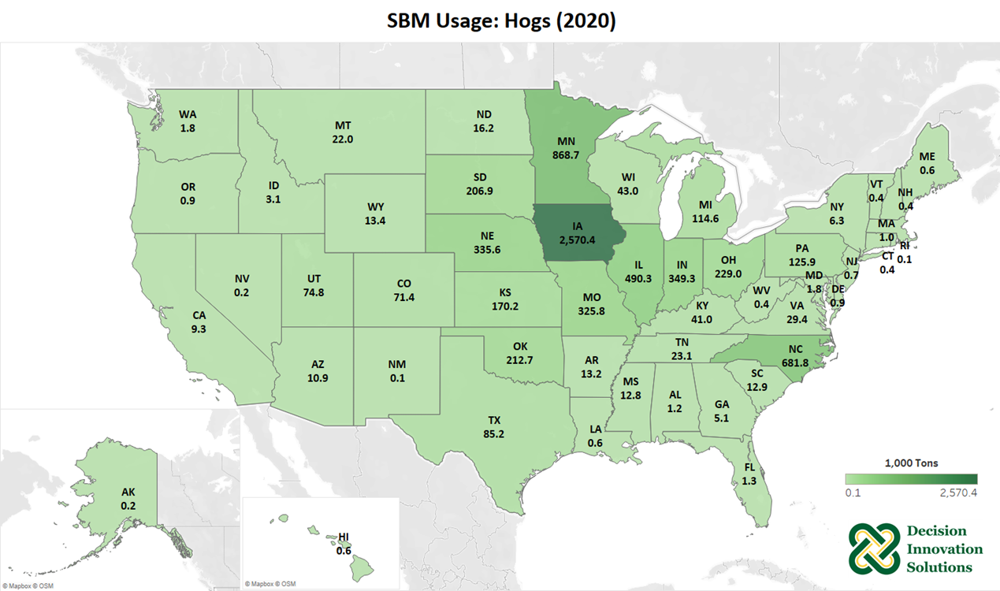 SBM Usage: Hogs (2020)
WA
1.8
MT
22.0
ND
16.2
MN
868.7
ME
0.6
OR
0.9
ID
3.1
WY
13.4
SD
206.9
WI
43.0
MI
114.6
NY
6.3
VT
0.4
NH
0.4
MA
1.0
RI
0.1
CT
0.4
NE
335.6
IA
2,570.4
IL
490.3
IN
349.3
OH
229.0
PA
125.9
NJ
0.7
MD
1.8
DE
0.9
NV
0.2
UT
74.8
CO
71.4
KS
170.2
MO
325.8
KY
41.0
WV
0.4
VA
29.4
CA
9.3
AZ
10.9
NM
0.1
OK
212.7
AR
13.2
TN
23.1
NC
681.8
SC
12.9
MS
12.8
AL
1.2
GA
5.1
TX
85.2
LA
0.6
FL
1.3
AK
0.2
HI
0.6
1,000 Tons
0.1 2,570.4
Decision
Innovation
Solutions
© Mapbox © OSM
© Mapbox © OSM